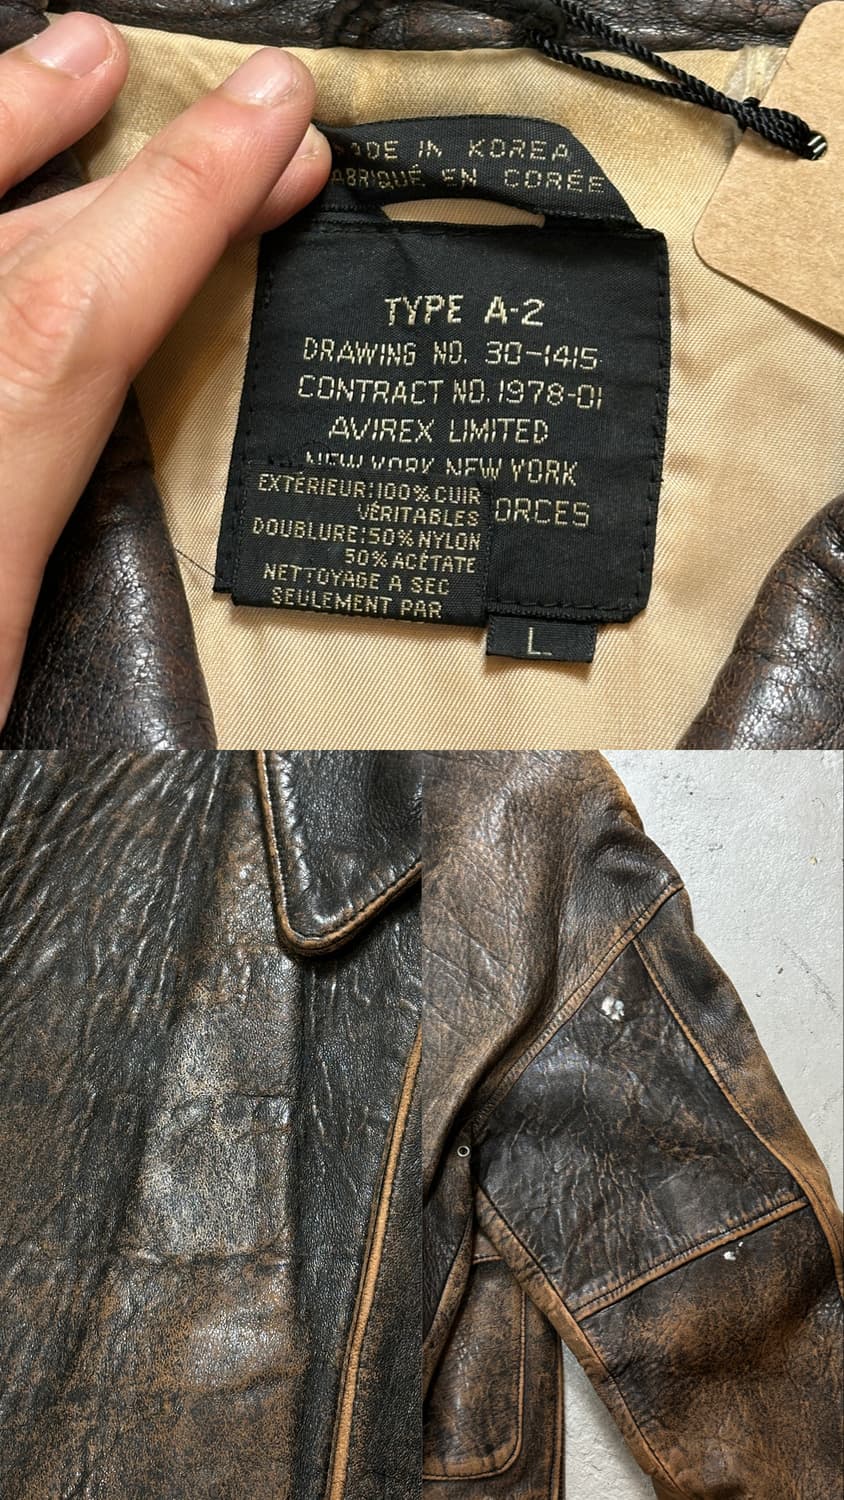 ADE IN KOREA
ABRIQUÉ EN CORÉE
TYPE A-2
DRAWING NO. 30-1415
CONTRACT NO. 1978-01
AVIREX LIMITED
NEW YORK NEW YORK
ORCES
EXTÉRIEUR:100% CUIR
VÉRITABLES
DOUBLURE:50% NYLON
50% ACÉTATE
NETTOYAGE A SEC
SEULEMENT PAR
L